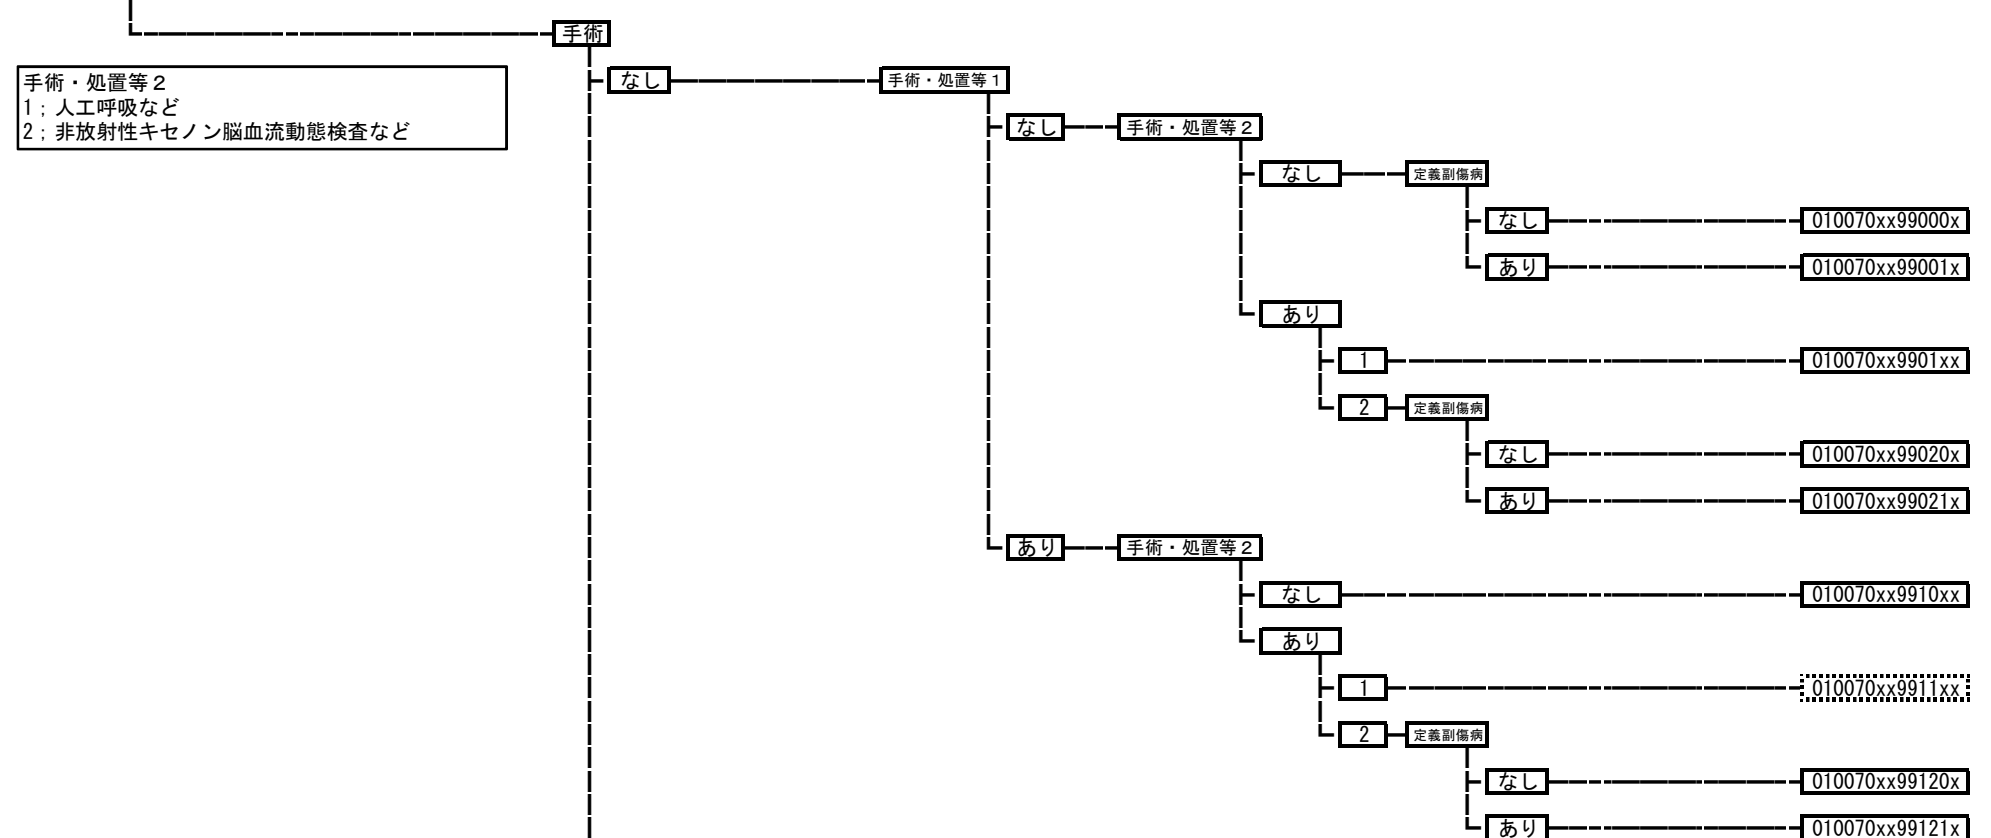 手術
手術・処置等２
1；人工呼吸など
2；非放射性キセノン脳血流動態検査など
なし
手術・処置等１
なし
手術・処置等２
なし
定義副傷病
なし
010070xx99000x
あり
010070xx99001x
あり
1
010070xx9901xx
2
定義副傷病
なし
010070xx99020x
あり
010070xx99021x
あり
手術・処置等２
なし
010070xx9910xx
あり
1
010070xx9911xx
2
定義副傷病
なし
010070xx99120x
あり
010070xx99121x